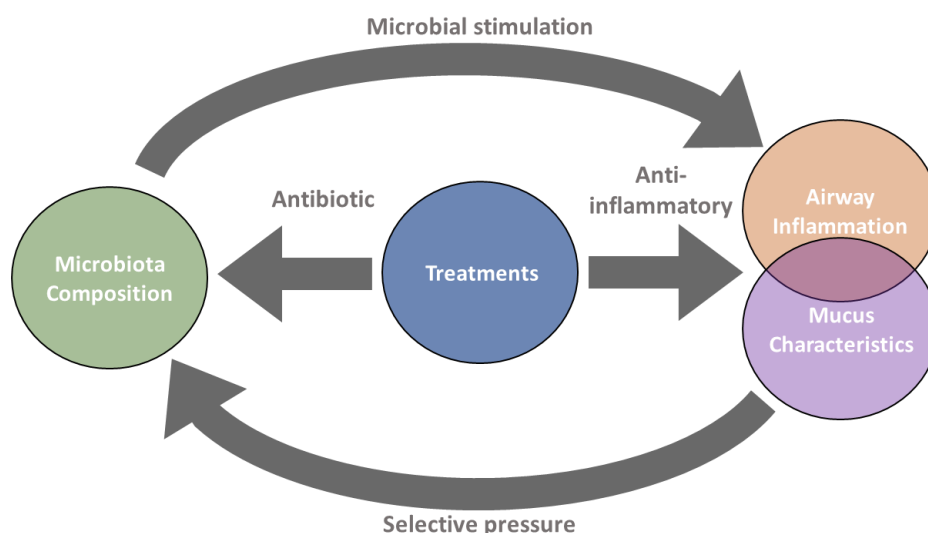 Microbial stimulation
Antibiotic
Anti-
inflammatory
Airway
Inflammation
Microbiota
Composition
Treatments
Mucus
Characteristics
Selective pressure